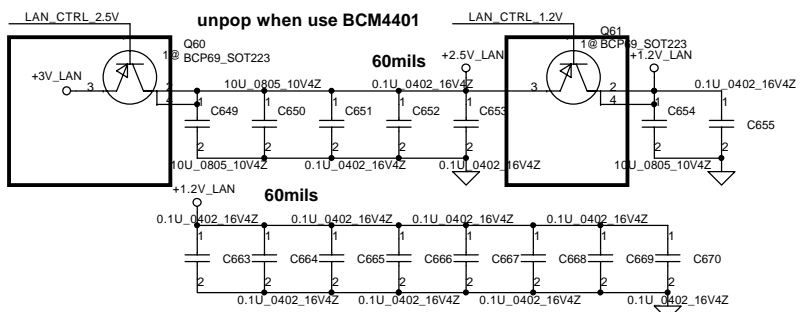 LAN_CTRL_2.5V
unpop when use BCM4401
LAN_CTRL_1.2V
Q60
1@ BCP69_SOT223
Q61
1@ BCP69_SOT223
60mils
+3V_LAN
3
2
4
+2.5V_LAN
3
2
4
+1.2V_LAN
10U_0805_10V4Z
0.1U_0402_16V4Z
0.1U_0402_16V4Z
1
C649
1
C650
1
C651
1
C652
1
C653
1
C654
1
C655
2
2
2
2
2
2
2
10U_0805_10V4Z
0.1U_0402_16V4Z
0.1U_0402_16V4Z
10U_0805_10V4Z
+1.2V_LAN
60mils
0.1U_0402_16V4Z
0.1U_0402_16V4Z
0.1U_0402_16V4Z
0.1U_0402_16V4Z
1
C663
1
C664
1
C665
1
C666
1
C667
1
C668
1
C669
1
C670
2
2
2
2
2
2
2
2
0.1U_0402_16V4Z
0.1U_0402_16V4Z
0.1U_0402_16V4Z
0.1U_0402_16V4Z